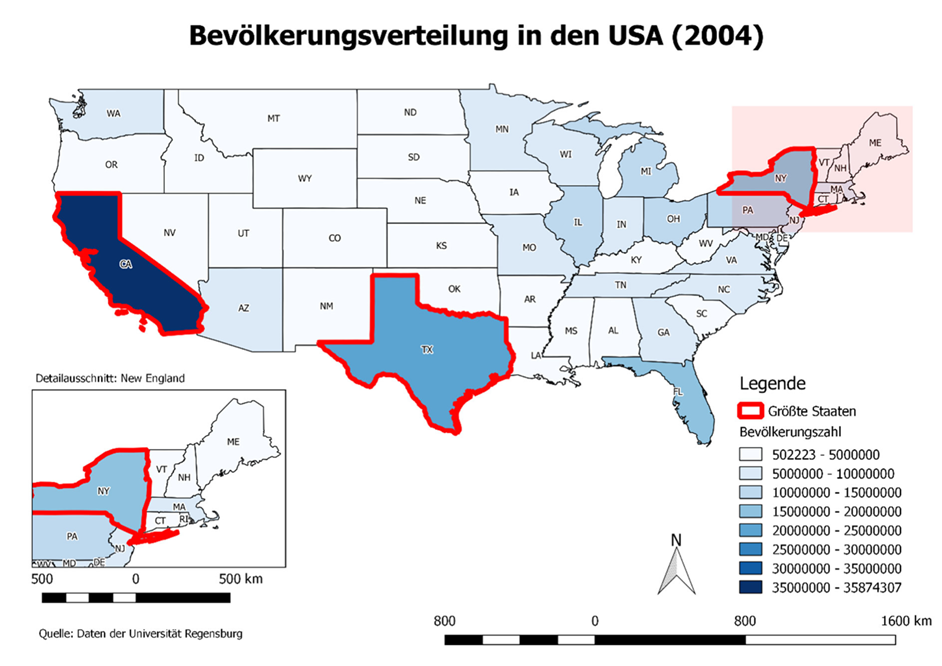 Bevölkerungsverteilung in den USA (2004)
WA
MT
ND
MN
ME
OR
ID
SD
WI
MI
VT
NH
NY
WY
IA
MA
CT
NE
PA
NJ
NV
UT
CO
IL
IN
OH
MD
DE
CA
KS
MO
WV
VA
KY
AZ
NM
OK
TN
NC
AR
SC
MS
AL
GA
TX
LA
FL
Detailausschnitt: New England
ME
VT
NH
NY
MA
CT
RI
PA
NJ
WV
MD
DE
500 0 500 km
Quelle: Daten der Universität Regensburg
Legende
Größte Staaten
Bevölkerungszahl
502223 - 5000000
5000000 - 10000000
10000000 - 15000000
15000000 - 20000000
20000000 - 25000000
25000000 - 30000000
30000000 - 35000000
35000000 - 35874307
N
800 0 800 1600 km